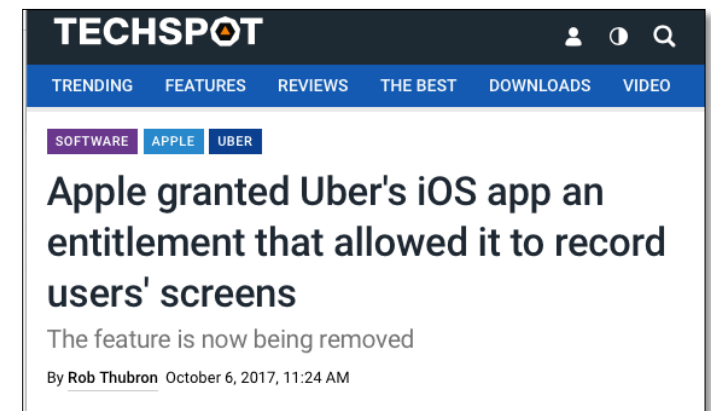 TECHSPOT
TRENDING FEATURES REVIEWS THE BEST DOWNLOADS VIDEO
SOFTWARE APPLE UBER
Apple granted Uber's iOS app an
entitlement that allowed it to record
users' screens
The feature is now being removed
By Rob Thubron October 6, 2017, 11:24 AM